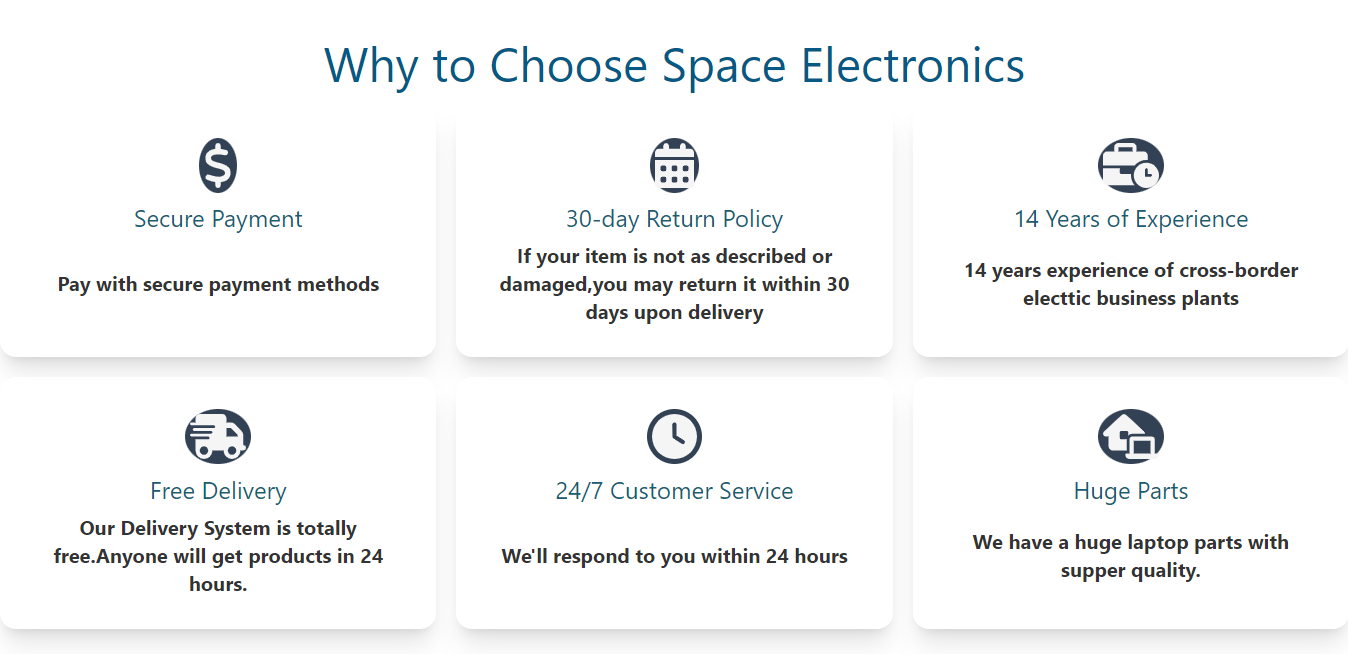 Why to Choose Space Electronics
Secure Payment
Pay with secure payment methods
30-day Return Policy
If your item is not as described or
damaged,you may return it within 30
days upon delivery
14 Years of Experience
14 years experience of cross-border
electtic business plants
Free Delivery
Our Delivery System is totally
free.Anyone will get products in 24
hours.
24/7 Customer Service
We'll respond to you within 24 hours
Huge Parts
We have a huge laptop parts with
supper quality.